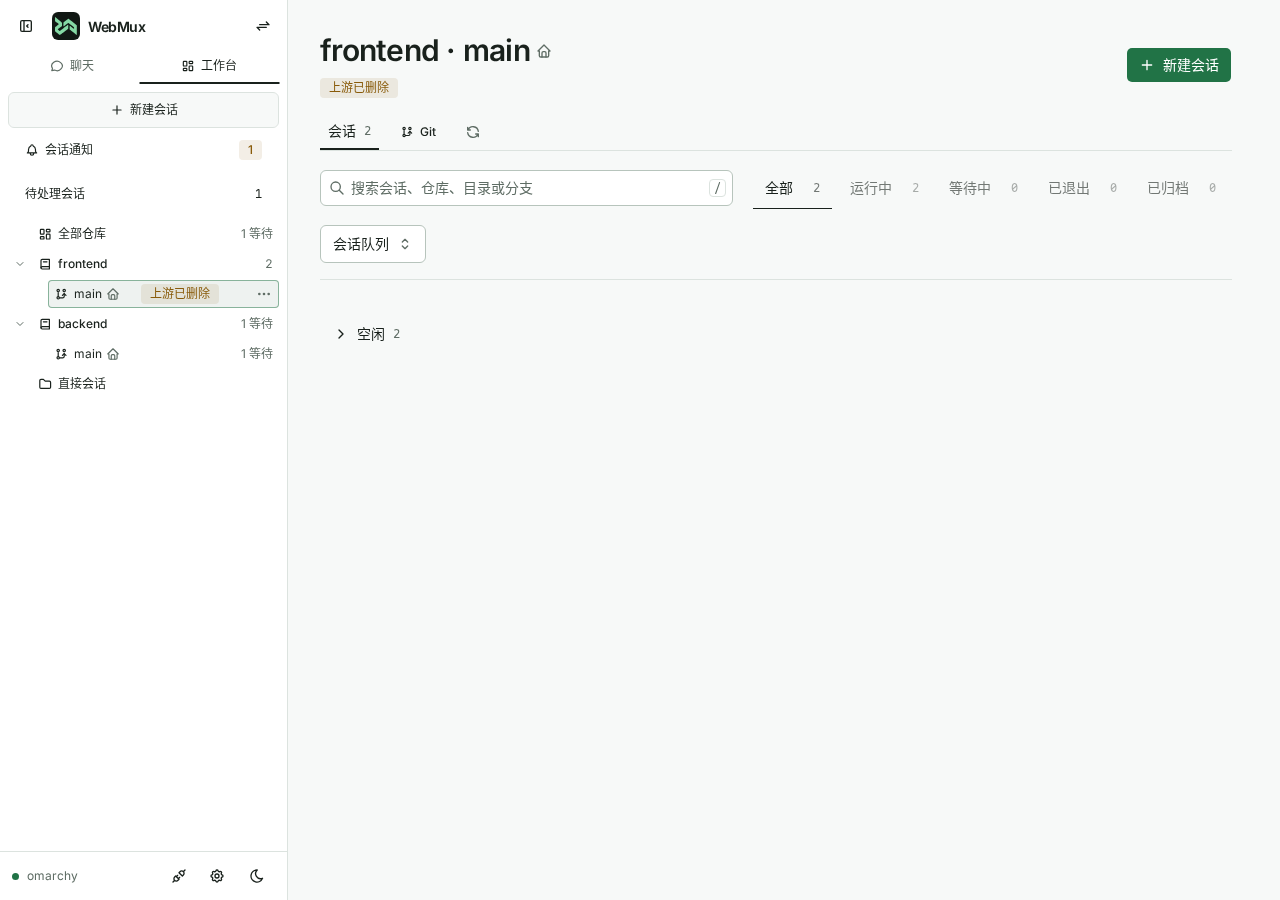 WebMux
聊天
工作台
新建会话
会话通知 1
待处理会话 1
全部仓库 1 等待
frontend 2
main 上游已删除
backend 1 等待
main 1 等待
直接会话
omarchy
frontend · main
上游已删除
新建会话
会话 2
Git
搜索会话、仓库、目录或分支 /
全部 2
运行中 2
等待中 0
已退出 0
已归档 0
会话队列
空闲 2